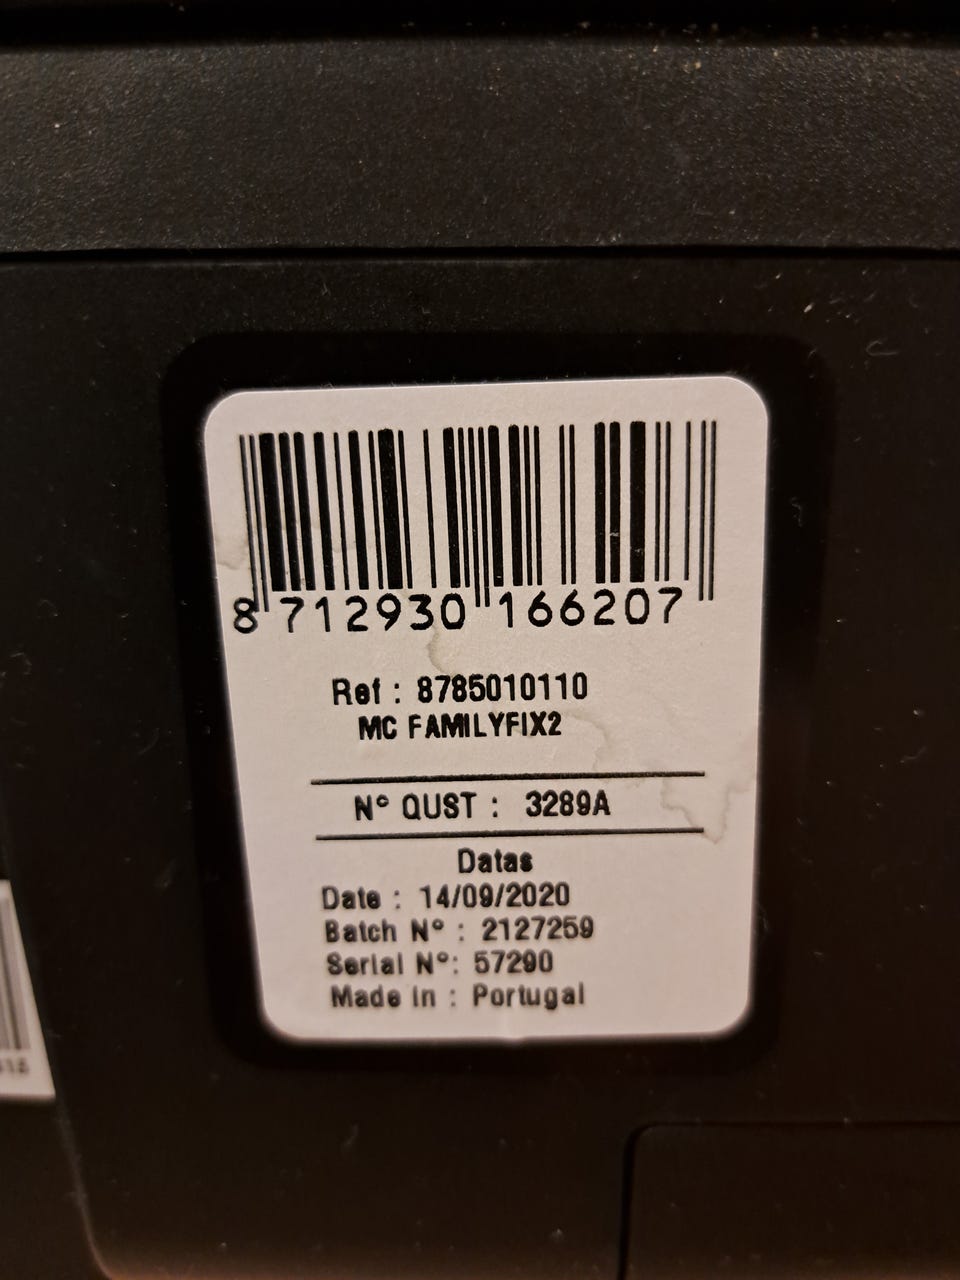 8 712930 166207
Ref : 8785010110
MC FAMILYFIX2
N° QUST : 3289A
Datas
Date : 14/09/2020
Batch N° : 2127259
Serial N°: 57290
Made in : Portugal